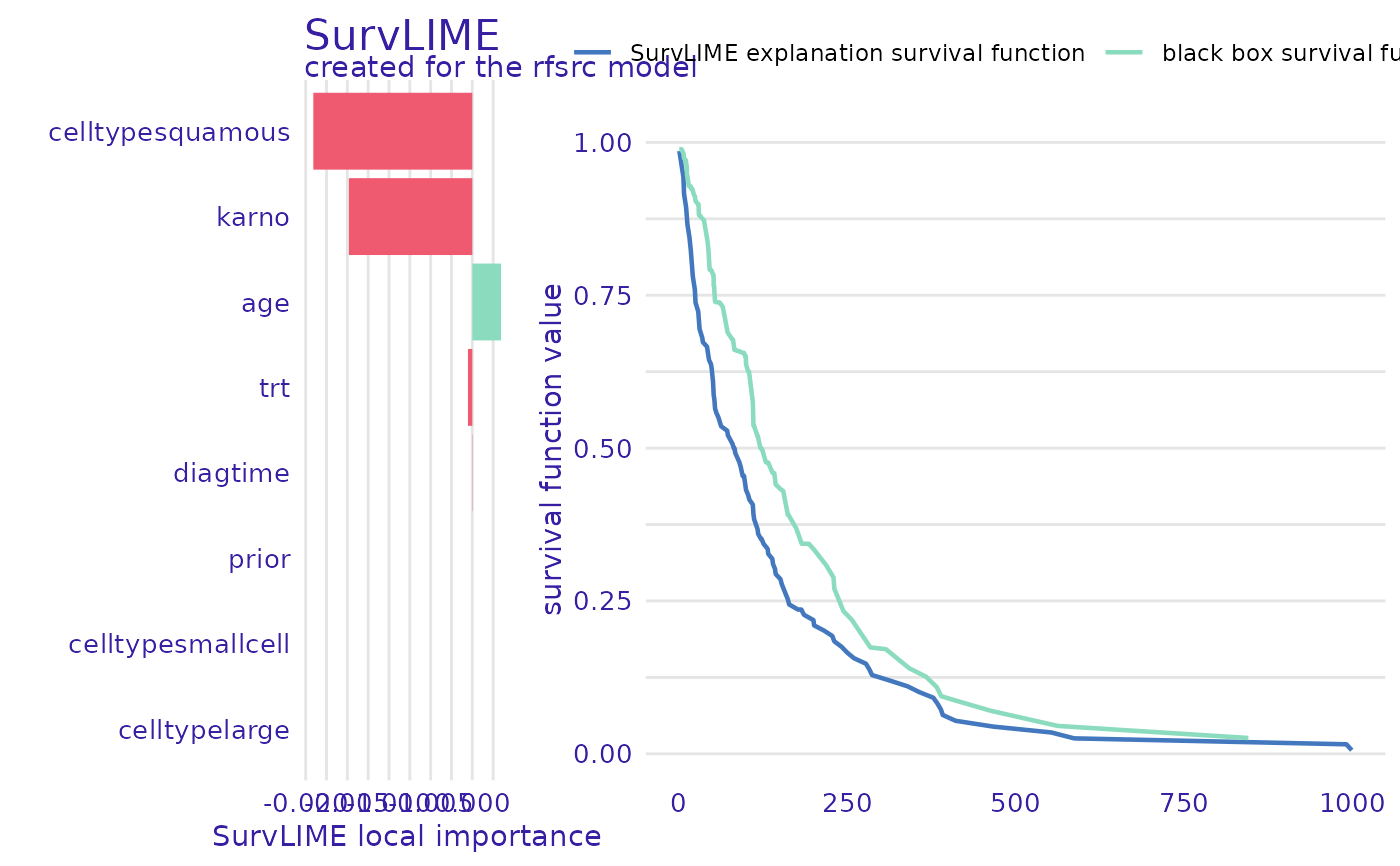 SurvLIME
created for the rfsrc model
SurvLIME explanation survival function
black box survival
celltypesquamous
karno
age
trt
diagtime
prior
celltypesmallcell
celltypelarge
SurvLIME local importance
survival function value
1.00
0.75
0.50
0.25
0.00
0 250 500 750 1000